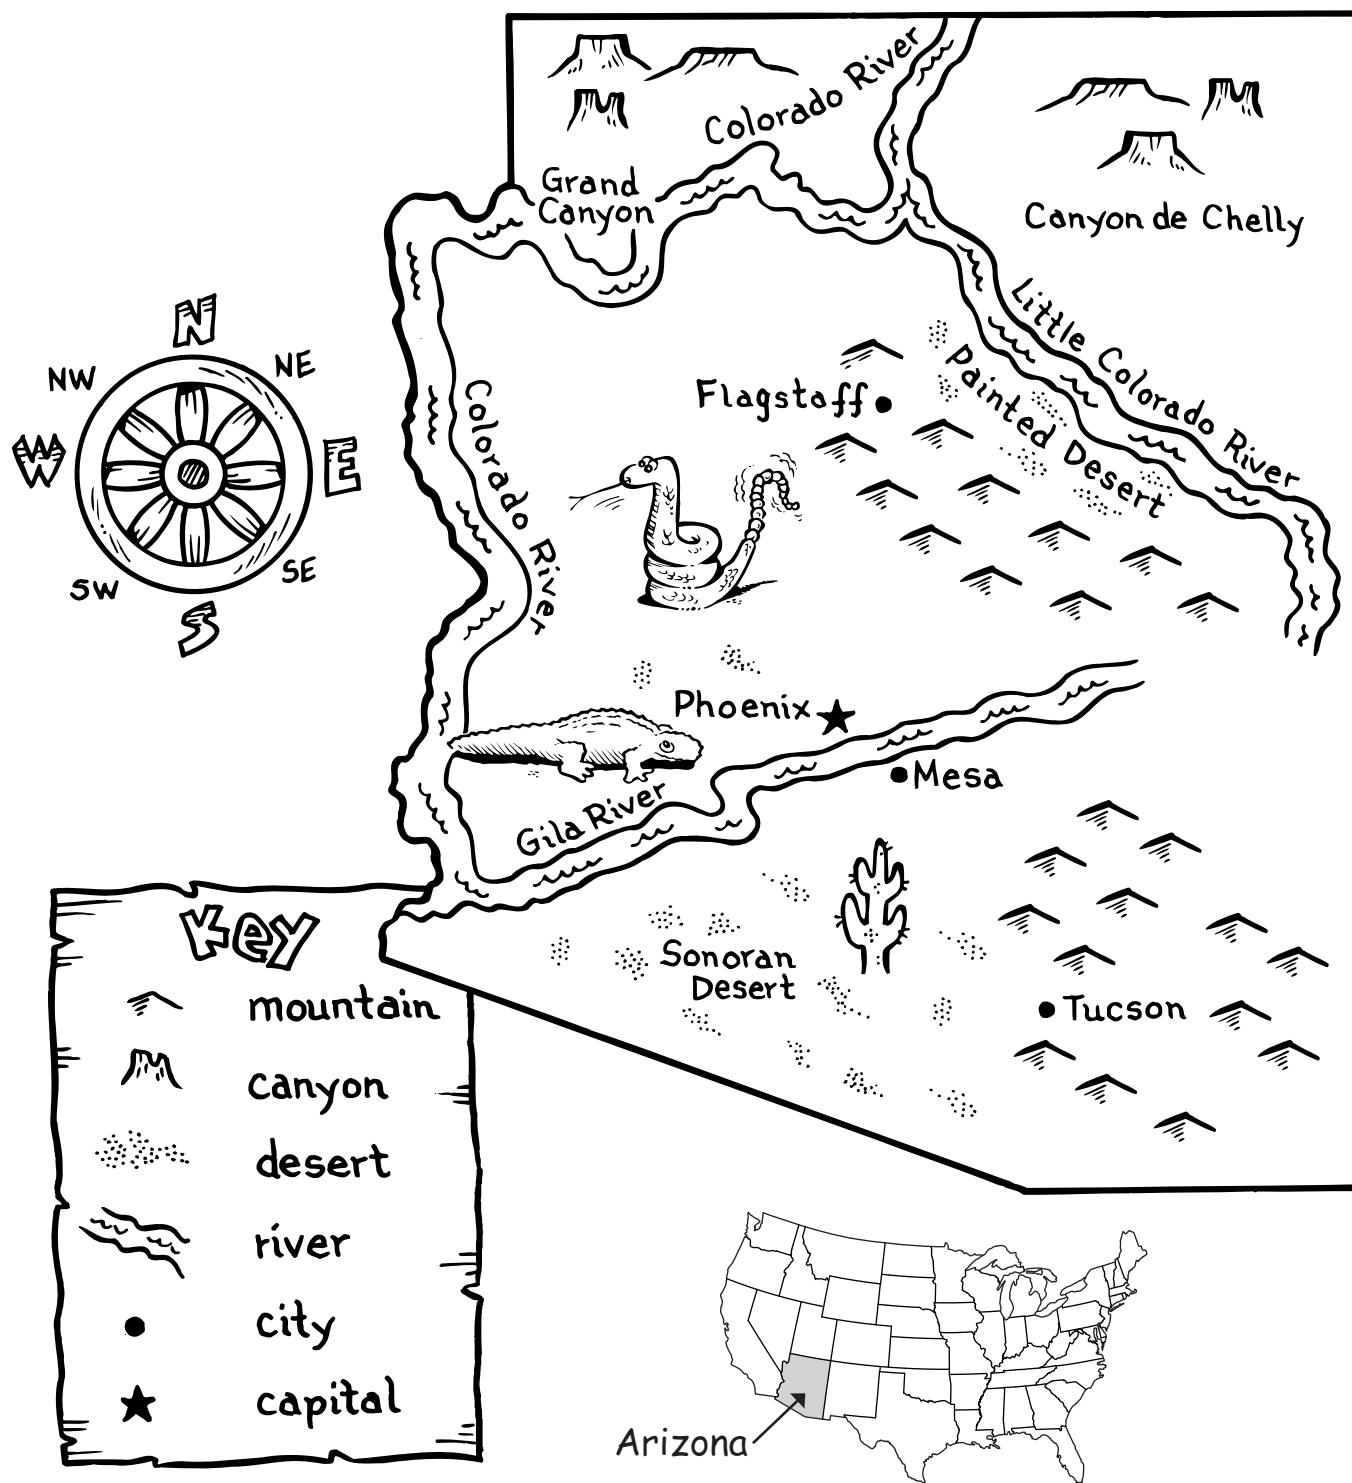 Colorado River
Grand
Canyon
Canyon de Chelly
Little Colorado River
N
NW
NE
W
E
SW
SE
S
Painted Desert
Flagstaff
Colorado River
Phoenix
Mesa
Gila River
Sonoran
Desert
Tucson
Key
mountain
canyon
desert
river
city
capital
Arizona